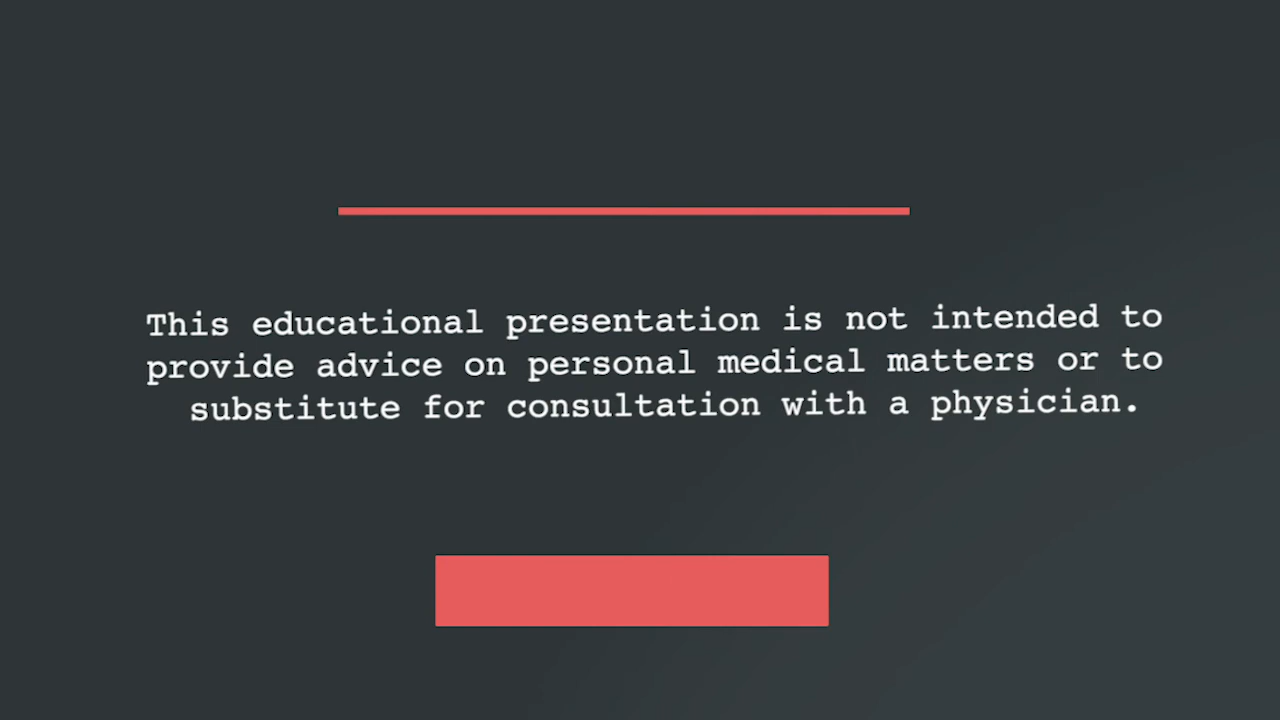 This educational presentation is not intended to
provide advice on personal medical matters or to
substitute for consultation with a physician.